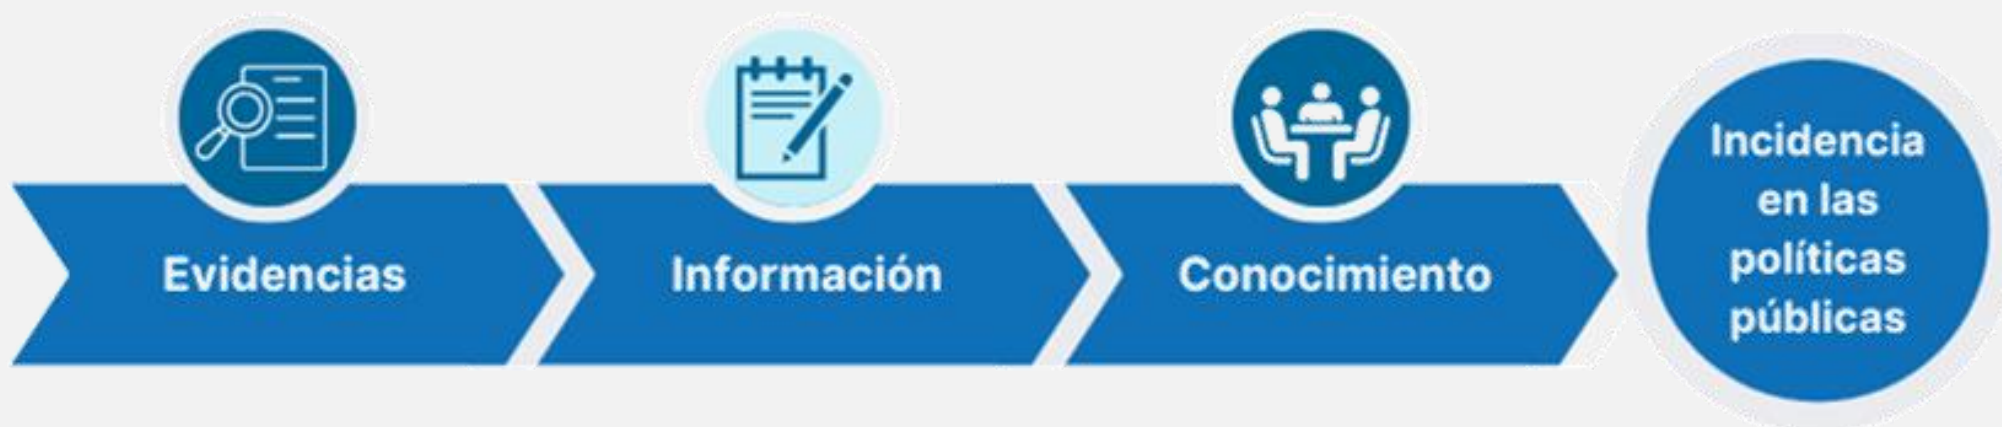 Evidencias
Información
Conocimiento
Incidencia
en las
políticas
públicas